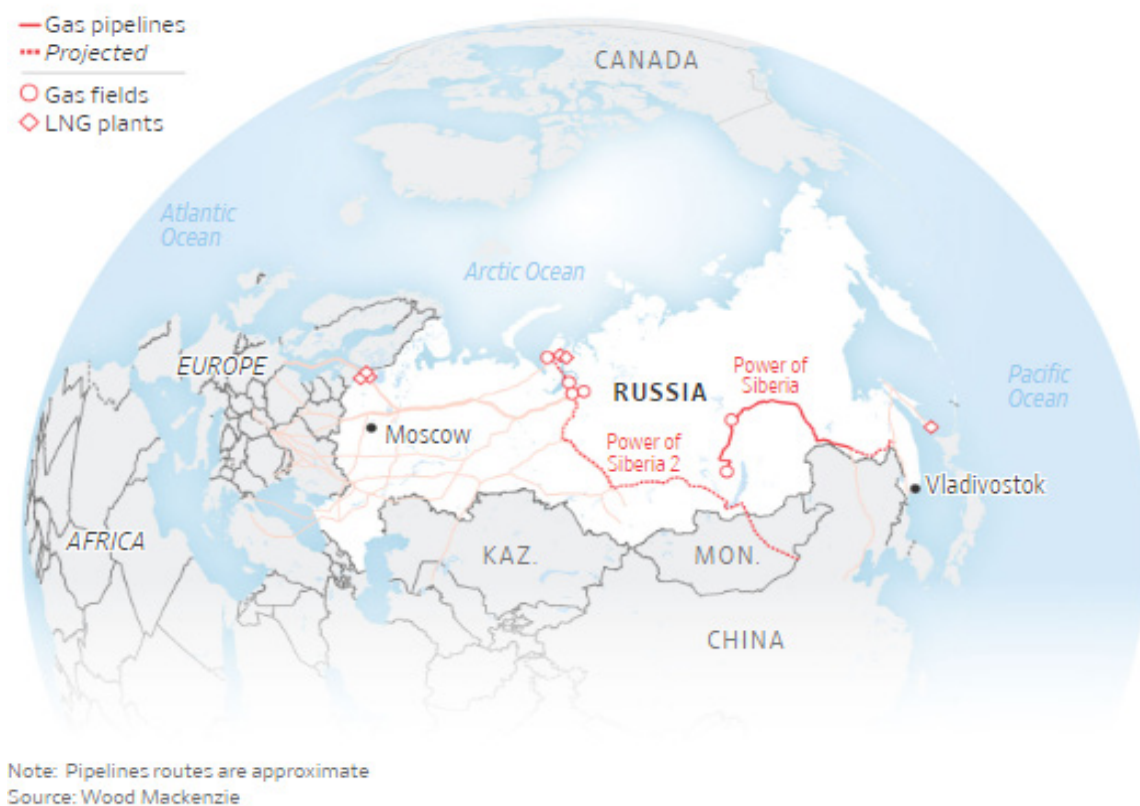 Gas pipelines
Projected
Gas fields
LNG plants
CANADA
Atlantic
Ocean
Arctic Ocean
EUROPE
RUSSIA
Power of
Siberia
Pacific
Ocean
Moscow
Power of
Siberia 2
Vladivostok
AFRICA
KAZ.
MON.
CHINA
Note: Pipelines routes are approximate
Source: Wood Mackenzie